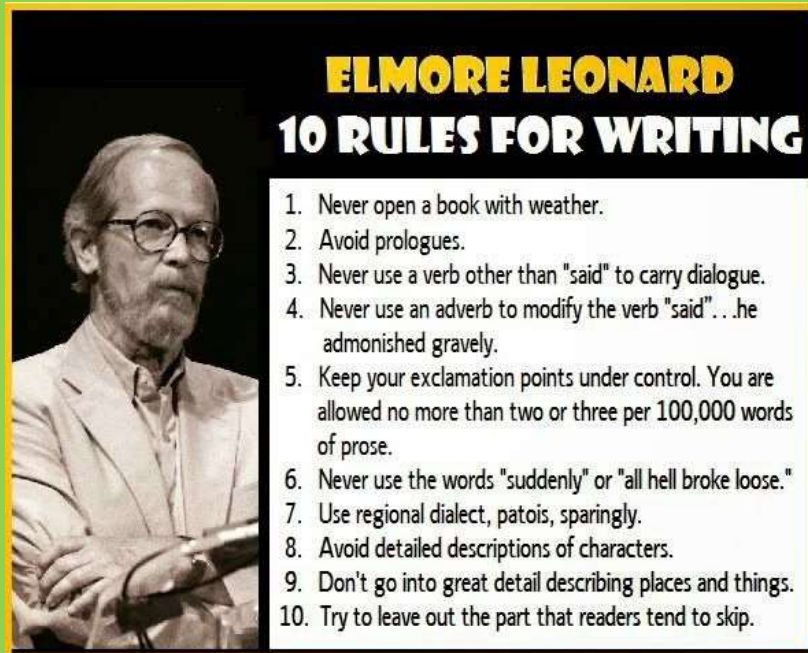 ELMORE LEONARD
10 RULES FOR WRITING
1. Never open a book with weather.
2. Avoid prologues.
3. Never use a verb other than "said" to carry dialogue.
4. Never use an adverb to modify the verb "said”. . .he
admonished gravely.
5. Keep your exclamation points under control. You are
allowed no more than two or three per 100,000 words
of prose.
6. Never use the words "suddenly" or "all hell broke loose."
7. Use regional dialect, patois, sparingly.
8. Avoid detailed descriptions of characters.
9. Don't go into great detail describing places and things.
10. Try to leave out the part that readers tend to skip.